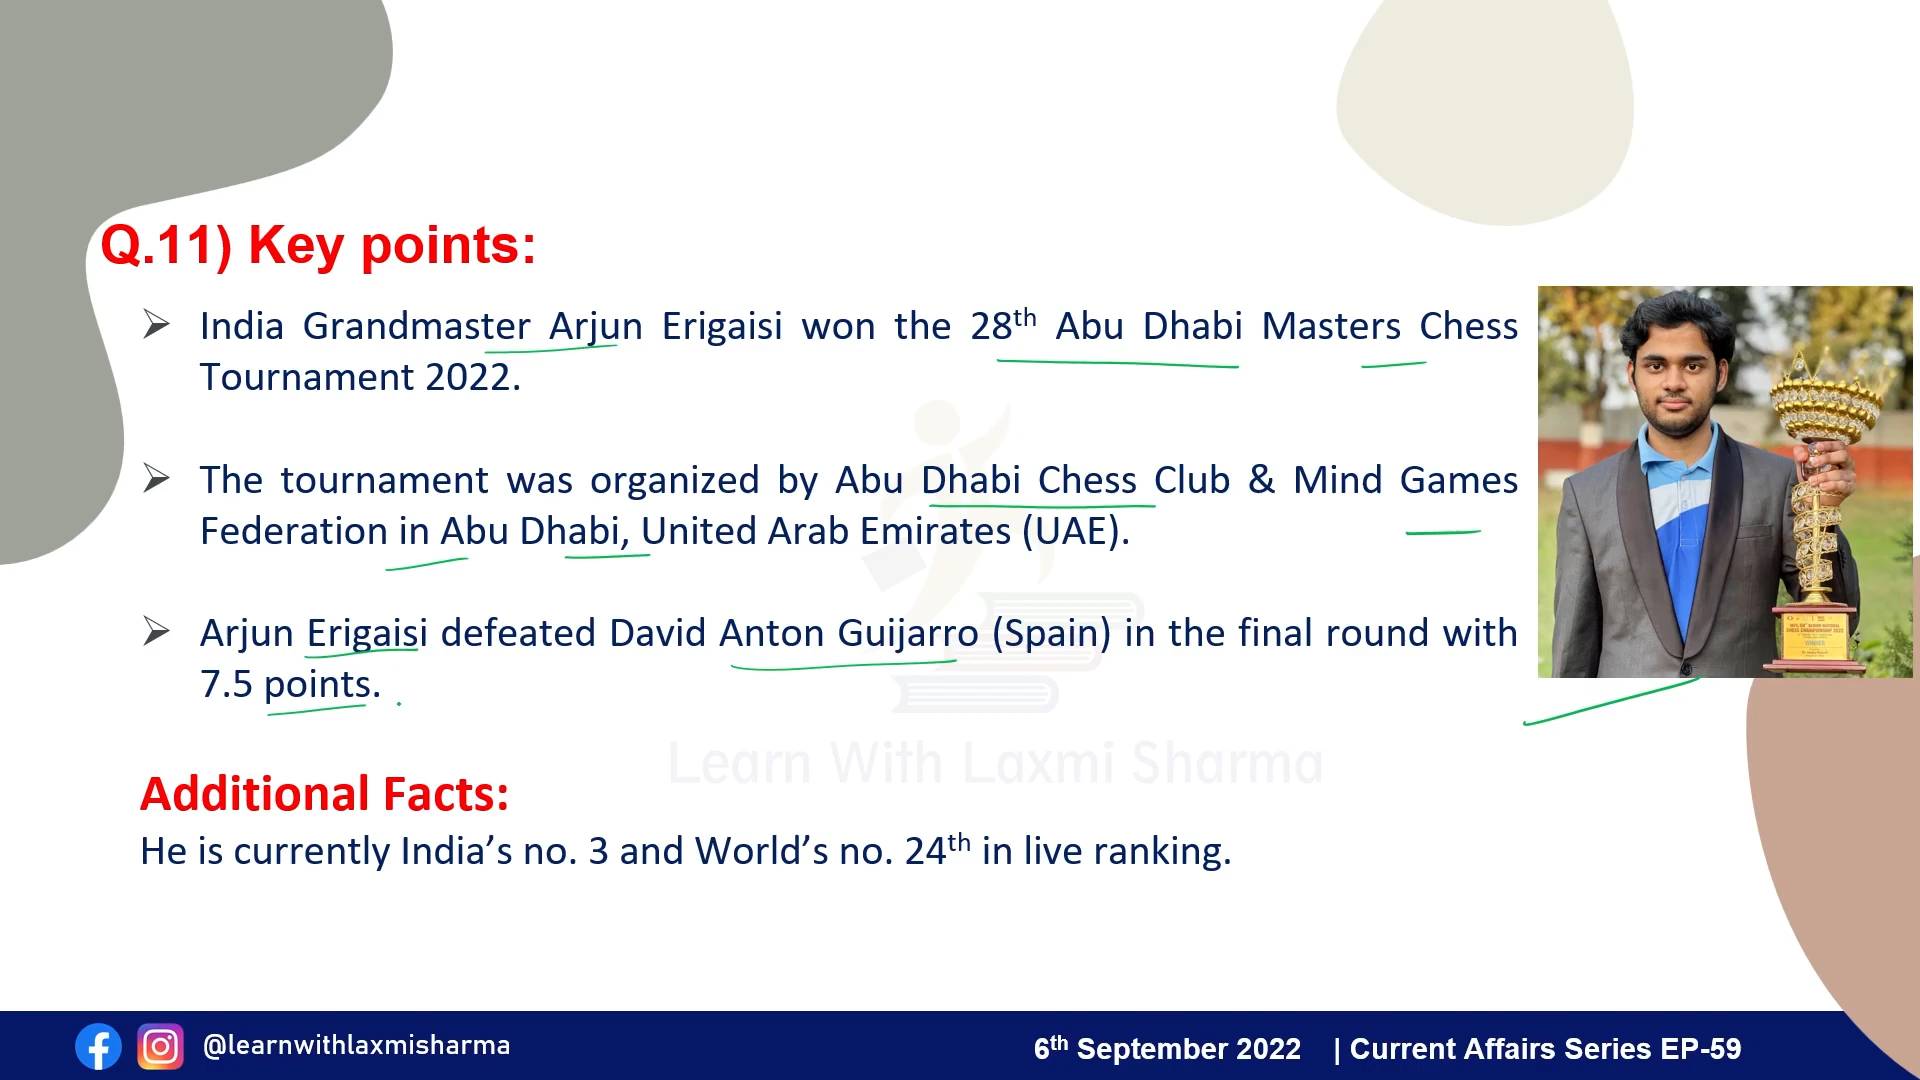 Q.11) Key points:
➢ India Grandmaster Arjun Erigaisi won the 28th Abu Dhabi Masters Chess
Tournament 2022.
➢ The tournament was organized by Abu Dhabi Chess Club & Mind Games
Federation in Abu Dhabi, United Arab Emirates (UAE).
➢ Arjun Erigaisi defeated David Anton Guijarro (Spain) in the final round with
7.5 points.
Learn With Laxmi Sharma
Additional Facts:
He is currently India’s no. 3 and World’s no. 24th in live ranking.
@learnwithlaxmisharma
6th September 2022 | Current Affairs Series EP-59